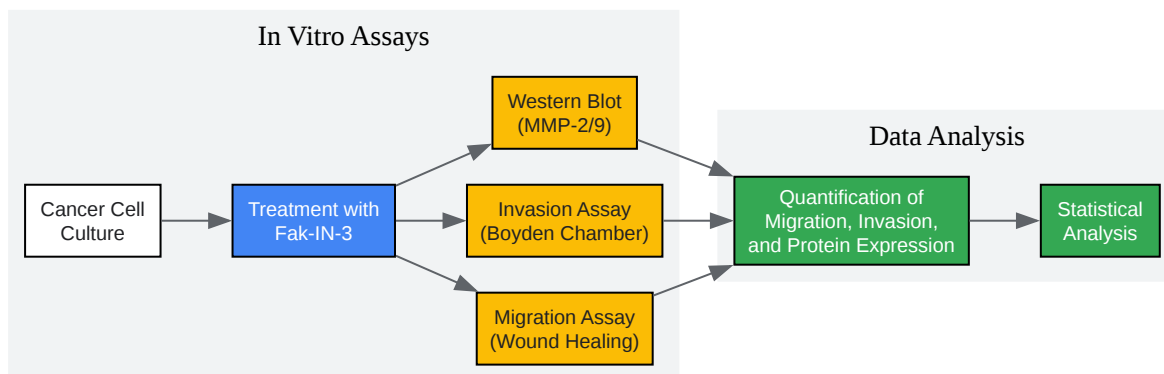 In Vitro Assays
Cancer Cell
Culture
Treatment with
Fak-IN-3
Western Blot
(MMP-2/9)
Invasion Assay
(Boyden Chamber)
Migration Assay
(Wound Healing)
Data Analysis
Quantification of
Migration, Invasion,
and Protein Expression
Statistical
Analysis